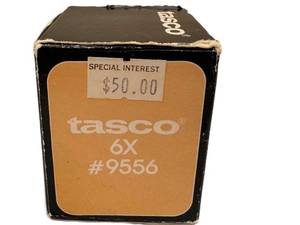 SPECIAL INTEREST
$50.00
tasco®
6X
#9556